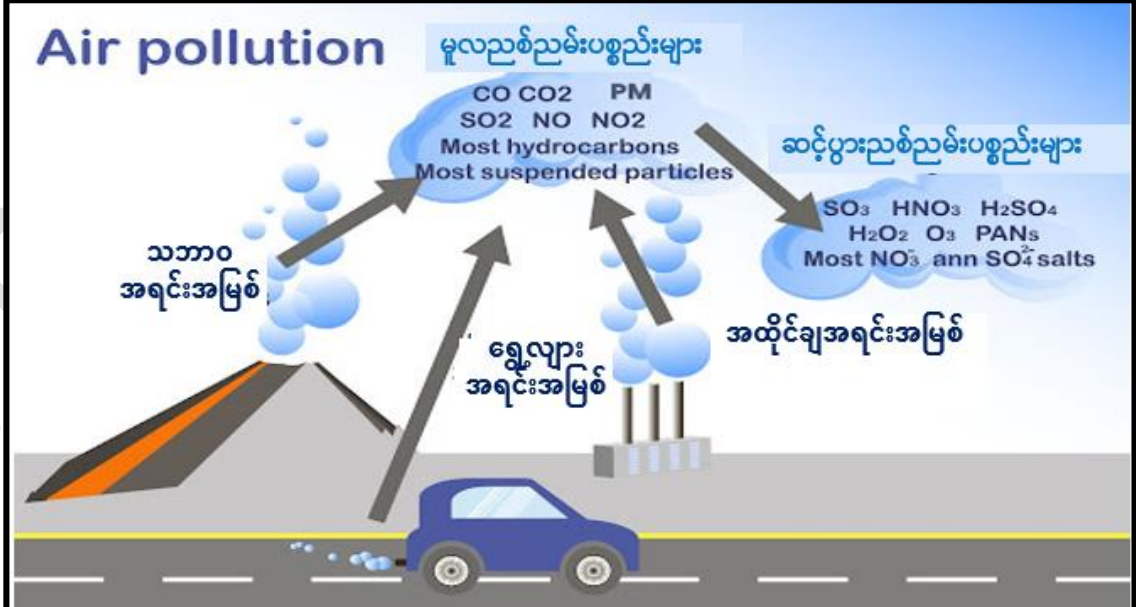 Air pollution
မူလညစ်ညမ်းပစ္စည်းများ
CO CO2 PM
SO2 NO NO2
Most hydrocarbons
Most suspended particles
ဆင့်ပွားညစ်ညမ်းပစ္စည်းများ
SO₃ HNO₃ H₂SO₄
H₂O₂ O₃ PANs
Most NO₃⁻ ann SO₄²⁻ salts
သဘာဝ
အရင်းအမြစ်
ရွေ့လျား
အရင်းအမြစ်
အထိုင်ချအရင်းအမြစ်